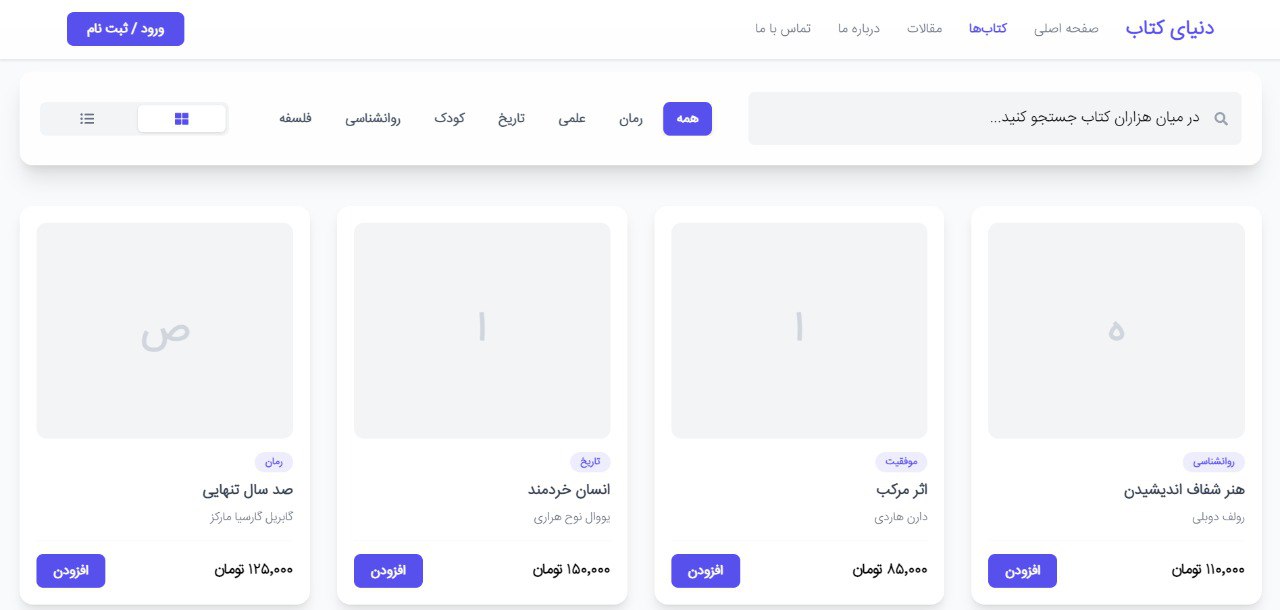 دنیای کتاب
صفحه اصلی
کتاب‌ها
مقالات
درباره ما
تماس با ما
ورود / ثبت نام
در میان هزاران کتاب جستجو کنید...
همه
رمان
علمی
تاریخ
کودک
روانشناسی
فلسفه
ه
روانشناسی
هنر شفاف اندیشیدن
رولف دوبلی
۱۱۰,۰۰۰ تومان
افزودن
ا
موفقیت
اثر مرکب
دارن هاردی
۸۵,۰۰۰ تومان
افزودن
ا
تاریخ
انسان خردمند
یووال نوح هراری
۱۵۰,۰۰۰ تومان
افزودن
ص
رمان
صد سال تنهایی
گابریل گارسیا مارکز
۱۲۵,۰۰۰ تومان
افزودن